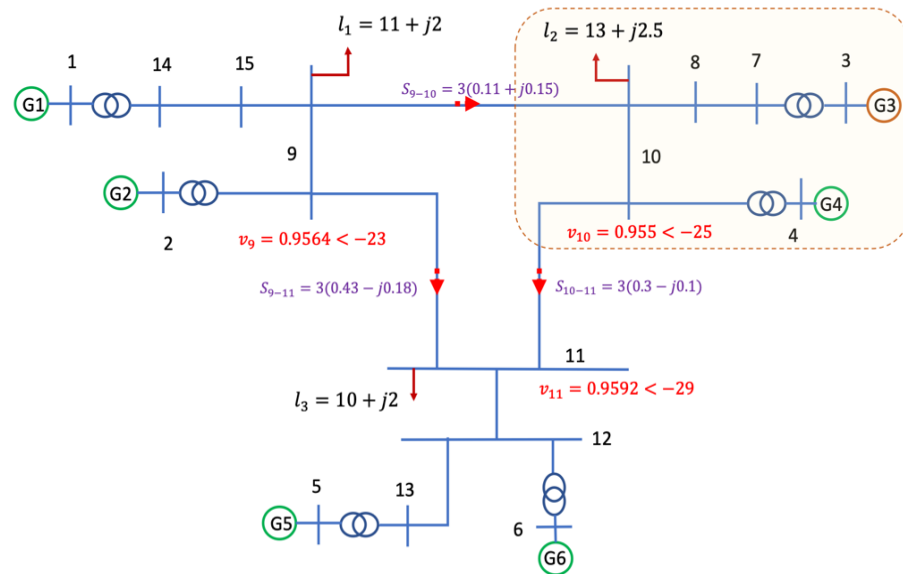 l₁ = 11 + j2
l₂ = 13 + j2.5
1
14
15
8
7
3
G1
S₉₋₁₀ = 3(0.11 + j0.15)
G3
9
10
G2
G4
2
v₉ = 0.9564 < −23
v₁₀ = 0.955 < −25
4
S₉₋₁₁ = 3(0.43 − j0.18)
S₁₀₋₁₁ = 3(0.3 − j0.1)
11
l₃ = 10 + j2
v₁₁ = 0.9592 < −29
12
5
13
G5
6
G6